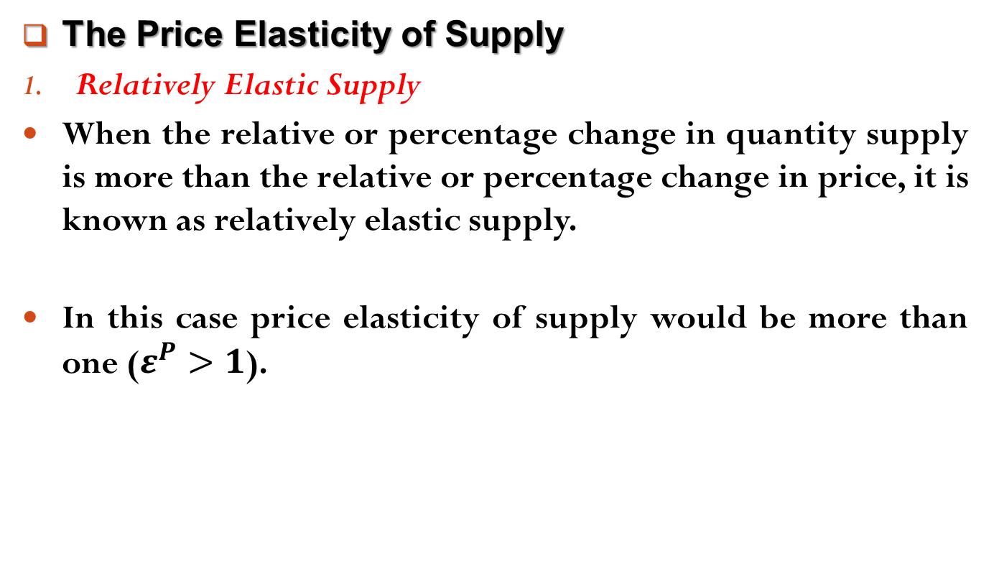 The Price Elasticity of Supply
1. Relatively Elastic Supply
• When the relative or percentage change in quantity supply
is more than the relative or percentage change in price, it is
known as relatively elastic supply.
• In this case price elasticity of supply would be more than
one (𝜺ᴾ > 𝟏).